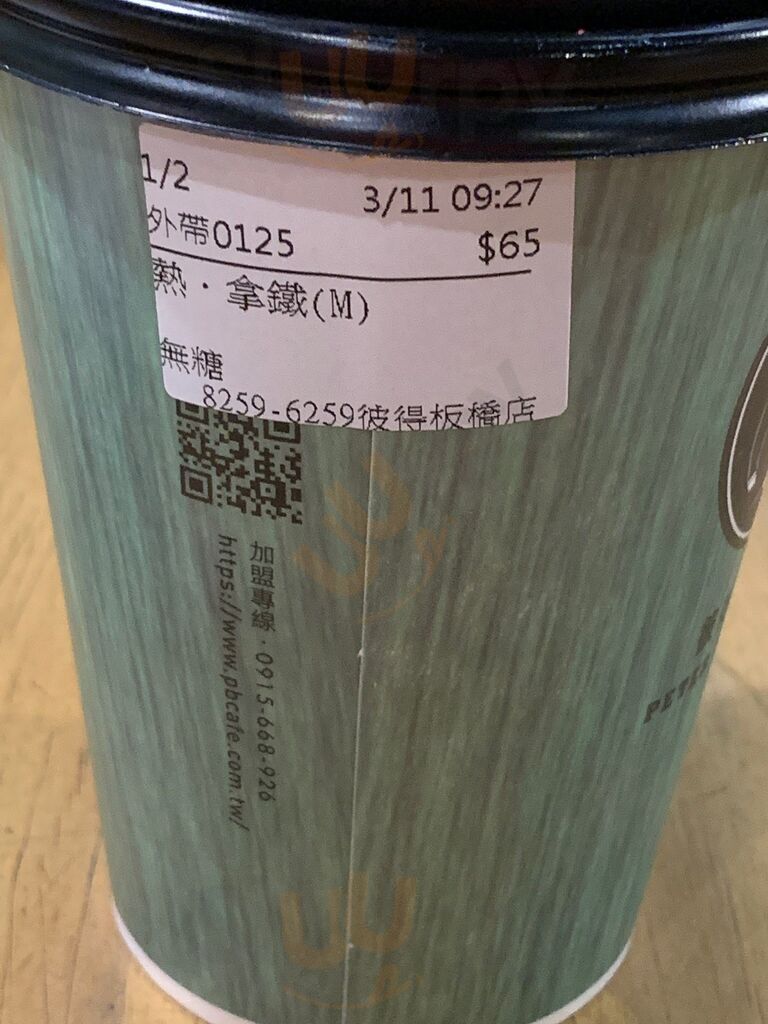 1/2
3/11 09:27
外帶0125
$65
熱．拿鐵(M)
無糖
8259-6259彼得板橋店
加盟專線．0915-668-926
https://www.pbcafe.com.tw/